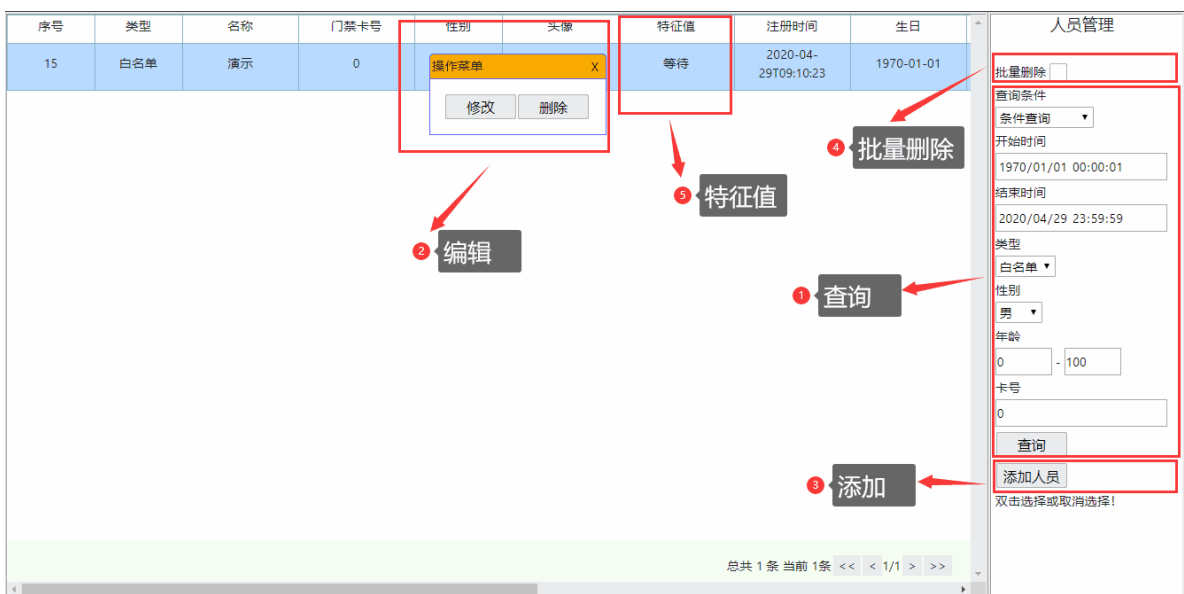 序号 类型 名称 门禁卡号 性别 头像 特征值 注册时间 生日
15 白名单 演示 0 等待 2020-04-29T09:10:23 1970-01-01
操作菜单 X
修改 删除
④ 批量删除
⑤ 特征值
② 编辑
① 查询
③ 添加
总共 1 条 当前 1条 << < 1/1 > >>
人员管理
批量删除
查询条件
条件查询
开始时间
1970/01/01 00:00:01
结束时间
2020/04/29 23:59:59
类型
白名单
性别
男
年龄
0 - 100
卡号
0
查询
添加人员
双击选择或取消选择!